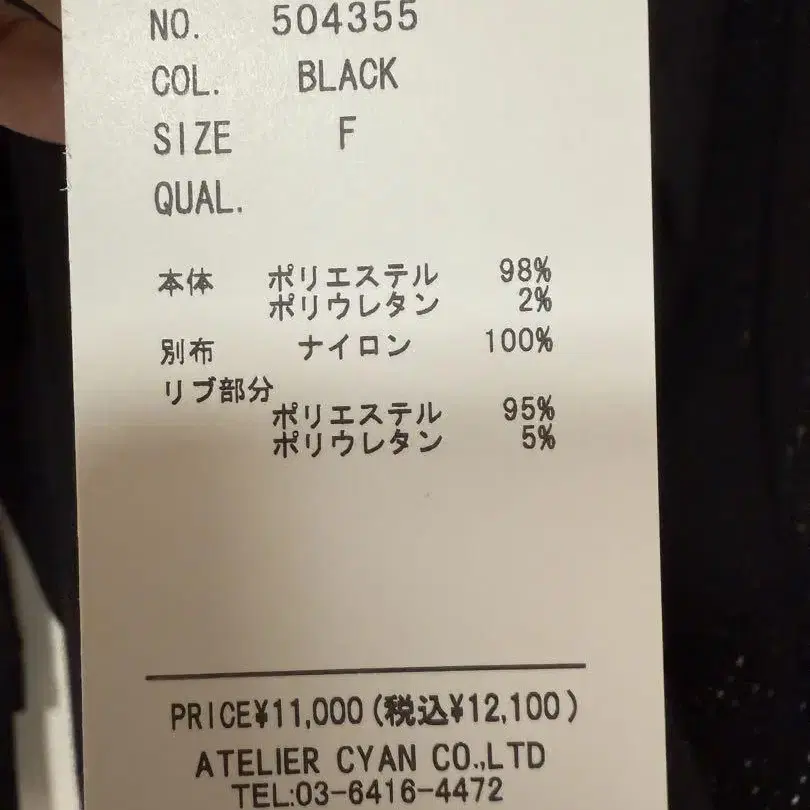 NO. 504355
COL. BLACK
SIZE F
QUAL.
本体 ポリエステル 98%
ポリウレタン 2%
別布 ナイロン 100%
リブ部分
ポリエステル 95%
ポリウレタン 5%
PRICE¥11,000(税込¥12,100)
ATELIER CYAN CO.,LTD
TEL:03-6416-4472